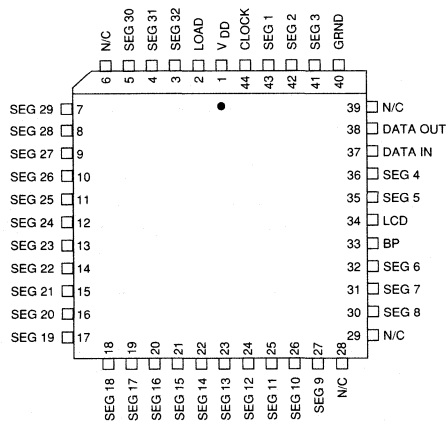 N/C
SEG 30
SEG 31
SEG 32
LOAD
V DD
CLOCK
SEG 1
SEG 2
SEG 3
GRND
6
5
4
3
2
1
44
43
42
41
40
SEG 29 7
SEG 28 8
SEG 27 9
SEG 26 10
SEG 25 11
SEG 24 12
SEG 23 13
SEG 22 14
SEG 21 15
SEG 20 16
SEG 19 17
39 N/C
38 DATA OUT
37 DATA IN
36 SEG 4
35 SEG 5
34 LCD
33 BP
32 SEG 6
31 SEG 7
30 SEG 8
29 N/C
18
19
20
21
22
23
24
25
26
27
28
SEG 18
SEG 17
SEG 16
SEG 15
SEG 14
SEG 13
SEG 12
SEG 11
SEG 10
SEG 9
N/C